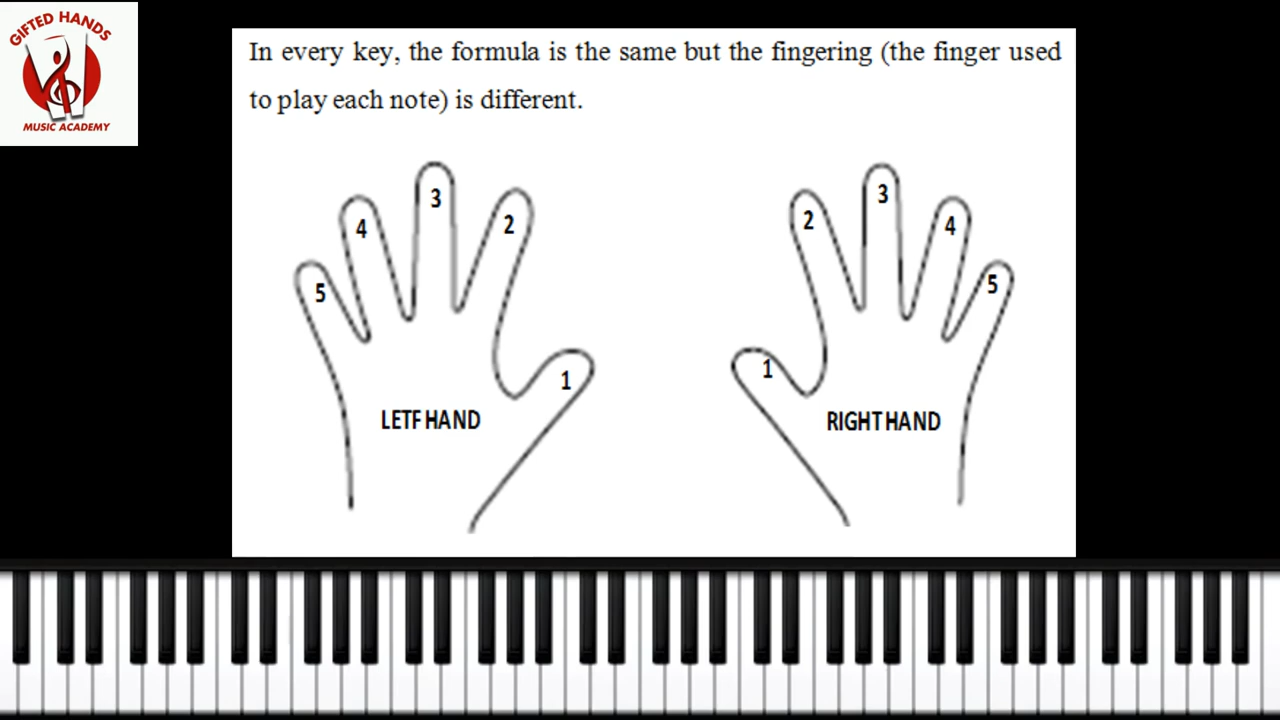 GIFTED HANDS
MUSIC ACADEMY
In every key, the formula is the same but the fingering (the finger used
to play each note) is different.
5 4 3 2 1
LETF HAND
1 2 3 4 5
RIGHT HAND